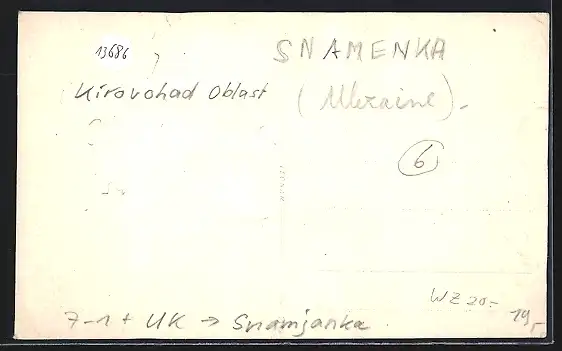 13686
SNAMENKA
Kirovohad Oblast
(Ukraine).
6
WZ 20.-
19,-
7-1 + UK → Snamjanka